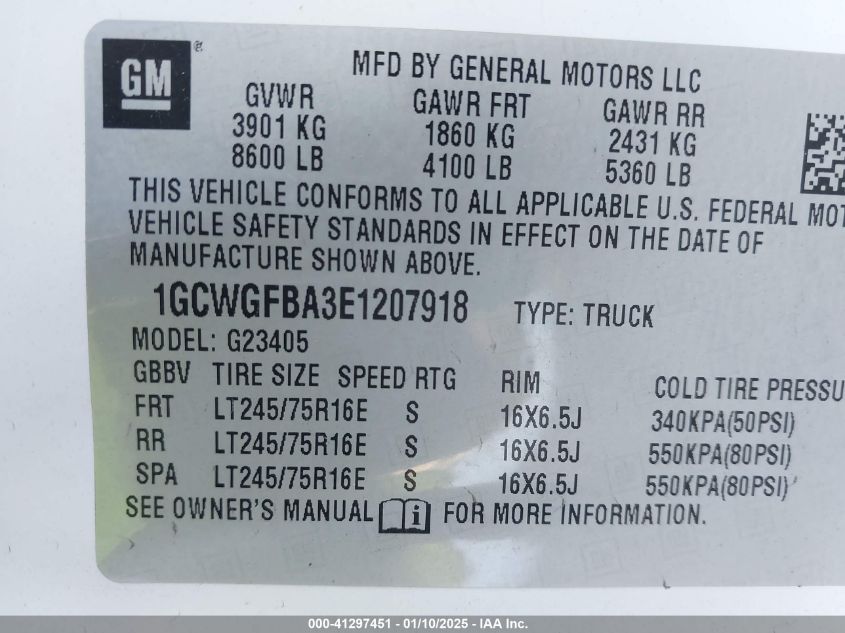 GM ®
MFD BY GENERAL MOTORS LLC
GVWR GAWR FRT GAWR RR
3901 KG 1860 KG 2431 KG
8600 LB 4100 LB 5360 LB
THIS VEHICLE CONFORMS TO ALL APPLICABLE U.S. FEDERAL MOT
VEHICLE SAFETY STANDARDS IN EFFECT ON THE DATE OF
MANUFACTURE SHOWN ABOVE.
1GCWGFBA3E1207918 TYPE: TRUCK
MODEL: G23405
GBBV TIRE SIZE SPEED RTG RIM COLD TIRE PRESSU
FRT LT245/75R16E S 16X6.5J 340KPA(50PSI)
RR LT245/75R16E S 16X6.5J 550KPA(80PSI)
SPA LT245/75R16E S 16X6.5J 550KPA(80PSI)
SEE OWNER'S MANUAL i FOR MORE INFORMATION.
000-41297451 - 01/10/2025 - IAA Inc.